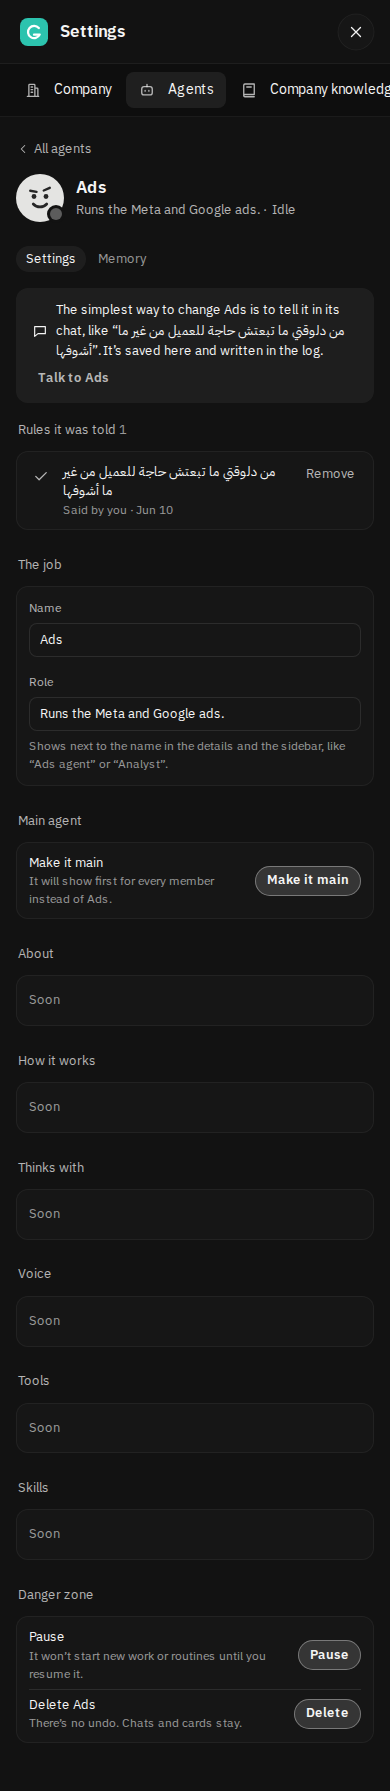 Settings
Company
Agents
Company knowledg
All agents
Ads
Runs the Meta and Google ads. · Idle
Settings
Memory
The simplest way to change Ads is to tell it in its
chat, like “من دلوقتي ما تبعتش حاجة للعميل من غير ما
أشوفها”. It’s saved here and written in the log.
Talk to Ads
Rules it was told 1
من دلوقتي ما تبعتش حاجة للعميل من غير
ما أشوفها
Said by you · Jun 10
Remove
The job
Name
Ads
Role
Runs the Meta and Google ads.
Shows next to the name in the details and the sidebar, like
“Ads agent” or “Analyst”.
Main agent
Make it main
It will show first for every member
instead of Ads.
Make it main
About
Soon
How it works
Soon
Thinks with
Soon
Voice
Soon
Tools
Soon
Skills
Soon
Danger zone
Pause
It won’t start new work or routines until you
resume it.
Pause
Delete Ads
There’s no undo. Chats and cards stay.
Delete